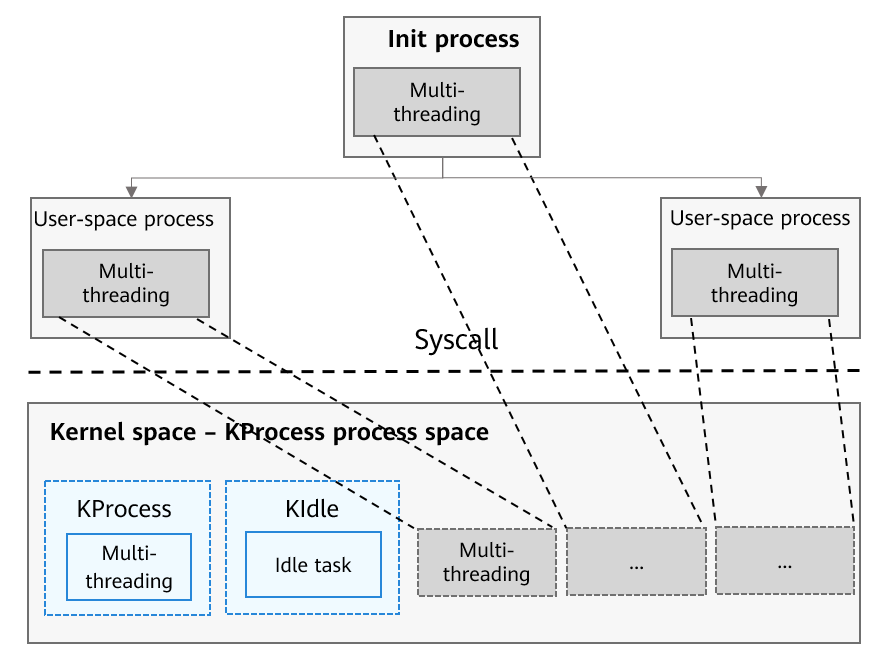 Init process
Multi-
threading
User-space process
Multi-
threading
User-space process
Multi-
threading
Syscall
Kernel space – KProcess process space
KProcess
Multi-
threading
KIdle
Idle task
Multi-
threading
...
...